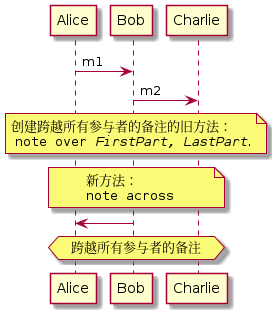 Alice Bob Charlie
m1
m2
创建跨越所有参与者的备注的旧方法：
note over FirstPart, LastPart.
新方法：
note across
跨越所有参与者的备注
Alice Bob Charlie